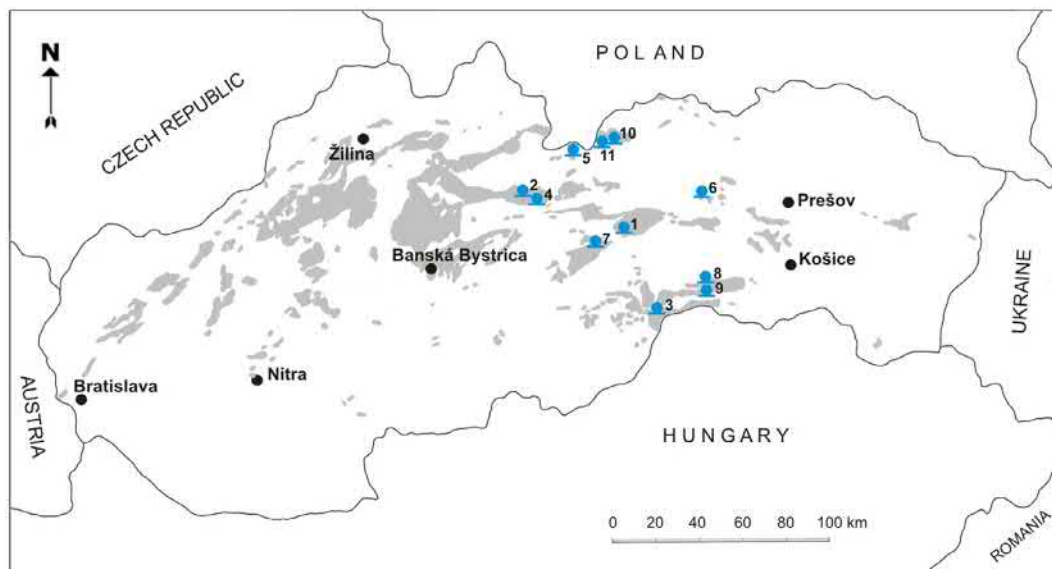 POLAND
N
CZECH REPUBLIC
Žilina
10
5
11
2
4
6
Prešov
1
7
Banská Bystrica
Košice
8
9
3
UKRAINE
Nitra
Bratislava
AUSTRIA
HUNGARY
0 20 40 60 80 100 km
ROMANIA